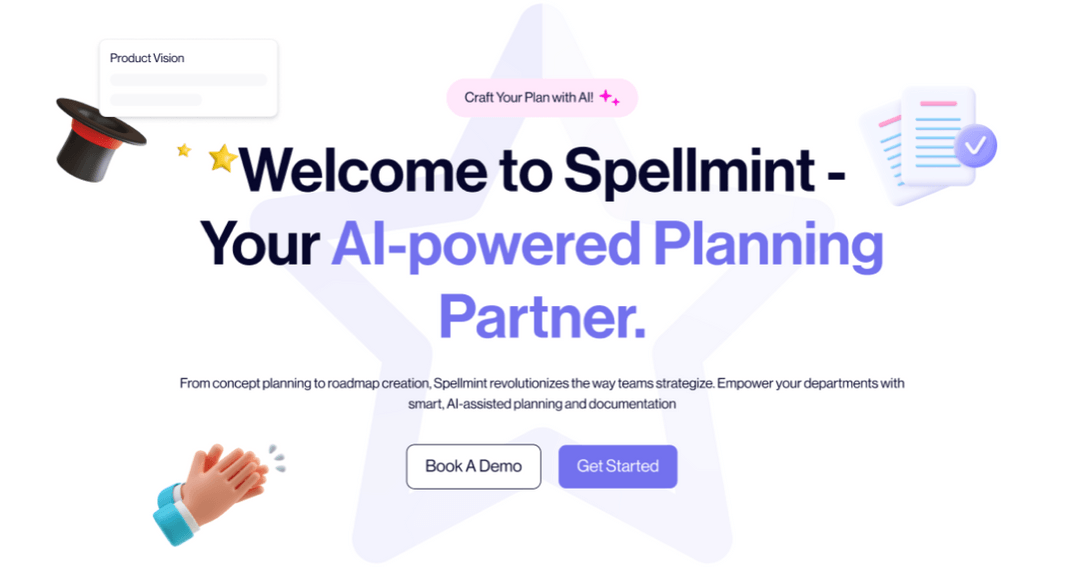 Product Vision
Craft Your Plan with AI!
Welcome to Spellmint -
Your AI-powered Planning
Partner.
From concept planning to roadmap creation, Spellmint revolutionizes the way teams strategize. Empower your departments with
smart, AI-assisted planning and documentation
Book A Demo
Get Started